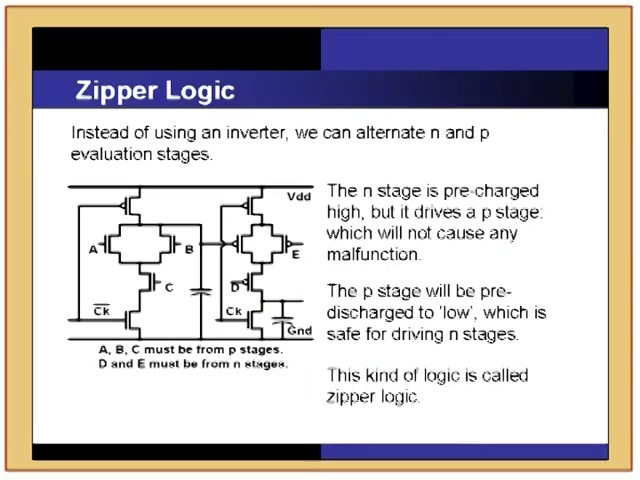 Zipper Logic
Instead of using an inverter, we can alternate n and p
evaluation stages.
Vdd
A
B
E
C
D
Ck
Ck
Gnd
A, B, C must be from p stages.
D and E must be from n stages.
The n stage is pre-charged
high, but it drives a p stage:
which will not cause any
malfunction.
The p stage will be pre-
discharged to 'low', which is
safe for driving n stages.
This kind of logic is called
zipper logic.